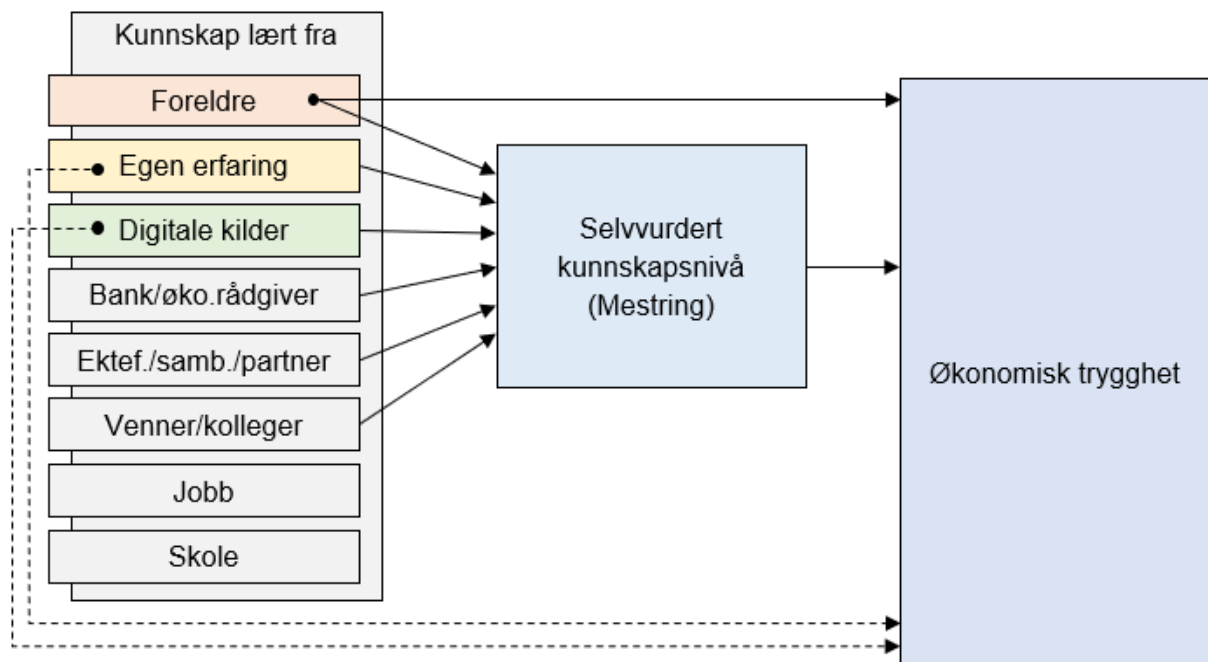 Kunnskap lært fra
Foreldre
Egen erfaring
Digitale kilder
Bank/øko.rådgiver
Ektef./samb./partner
Venner/kolleger
Jobb
Skole
Selvvurdert
kunnskapsnivå
(Mestring)
Økonomisk trygghet